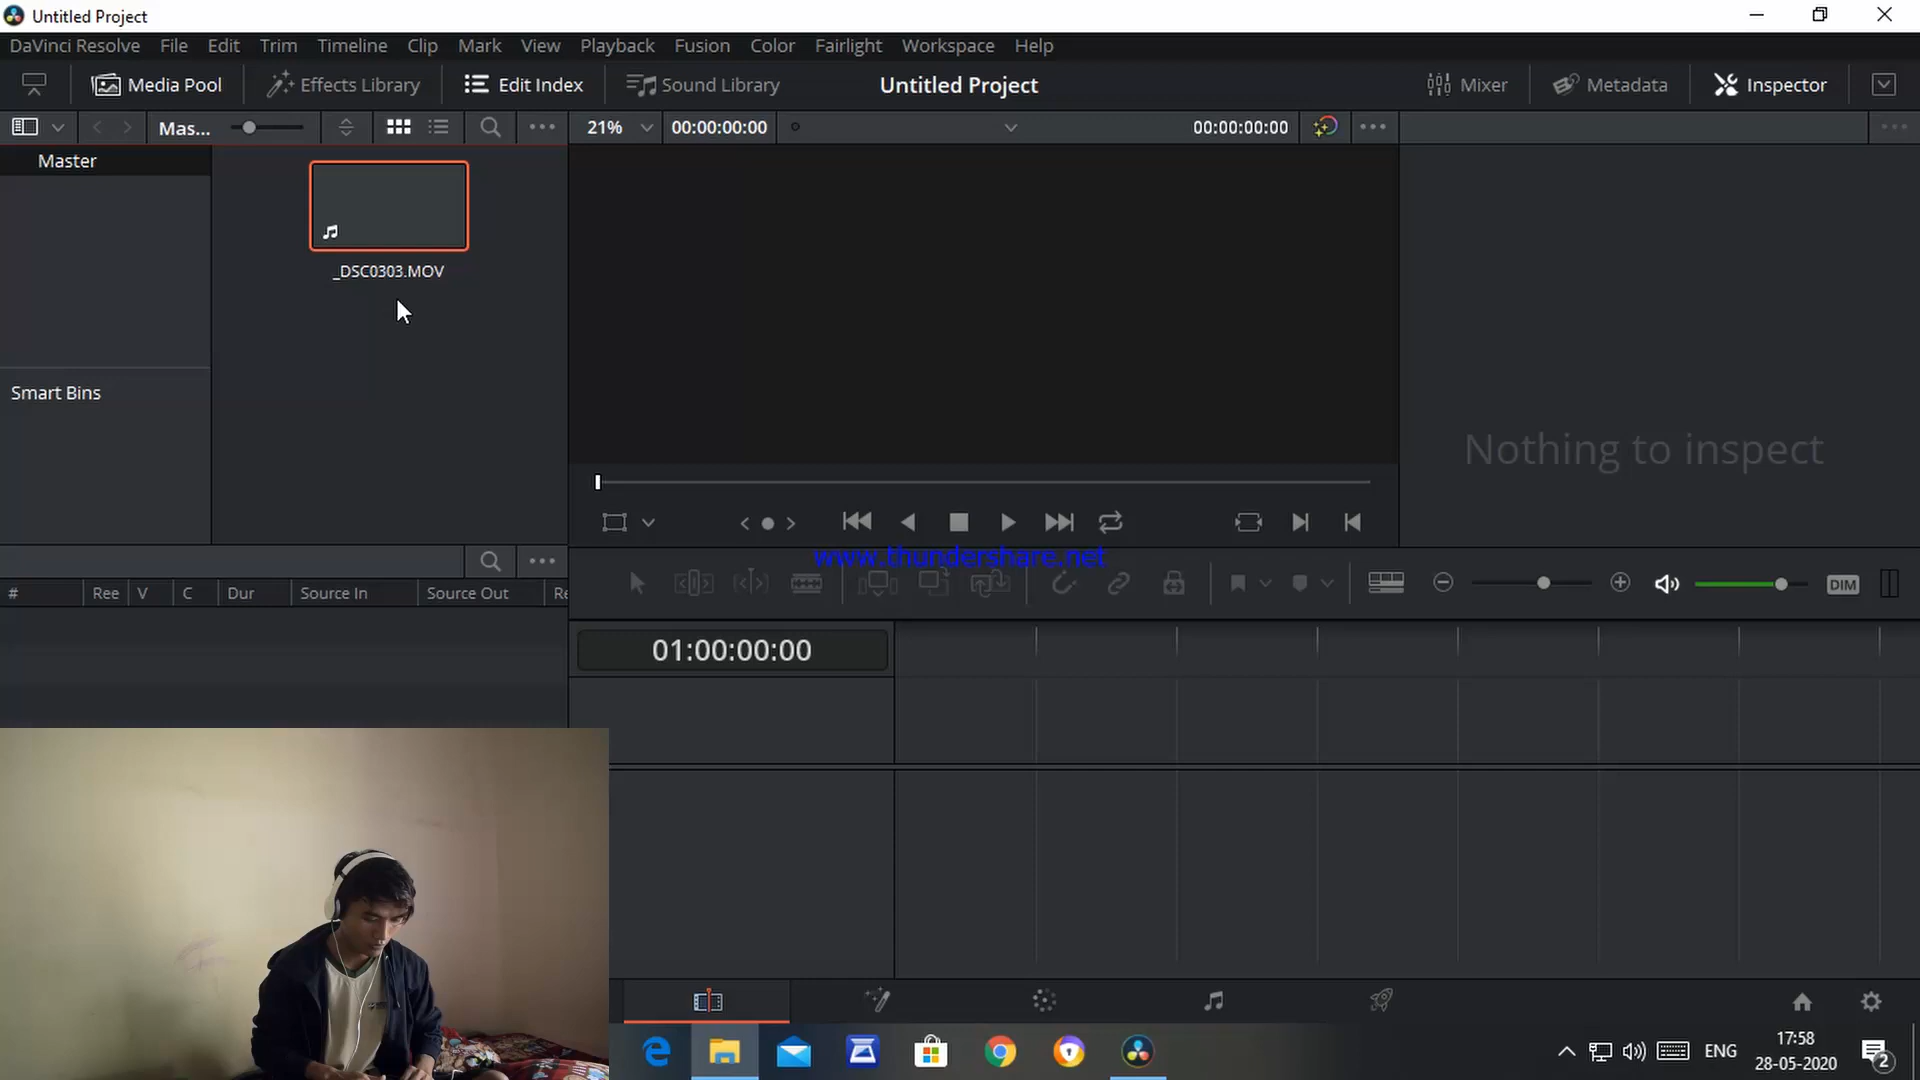 Untitled Project
DaVinci Resolve File Edit Trim Timeline Clip Mark View Playback Fusion Color Fairlight Workspace Help
Media Pool Effects Library Edit Index Sound Library Untitled Project Mixer Metadata Inspector
Mas... 21% 00:00:00:00 00:00:00:00
Master
_DSC0303.MOV
Smart Bins
Nothing to inspect
www.thundershare.net
DIM
# Ree V C Dur Source In Source Out Re
01:00:00:00
ENG
17:58
28-05-2020
2